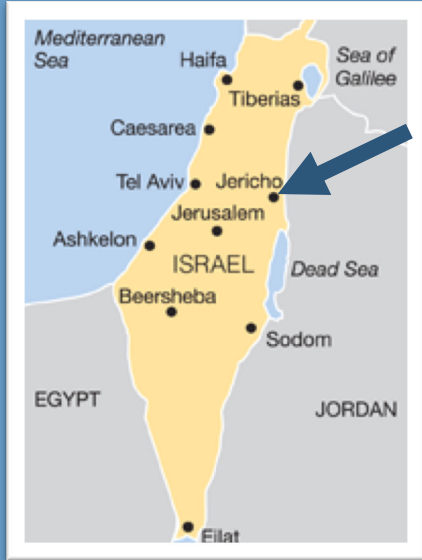 Mediterranean
Sea
Haifa
Sea of
Galilee
Tiberias
Caesarea
Tel Aviv
Jericho
Jerusalem
Ashkelon
ISRAEL
Dead Sea
Beersheba
Sodom
EGYPT
JORDAN
Eilat